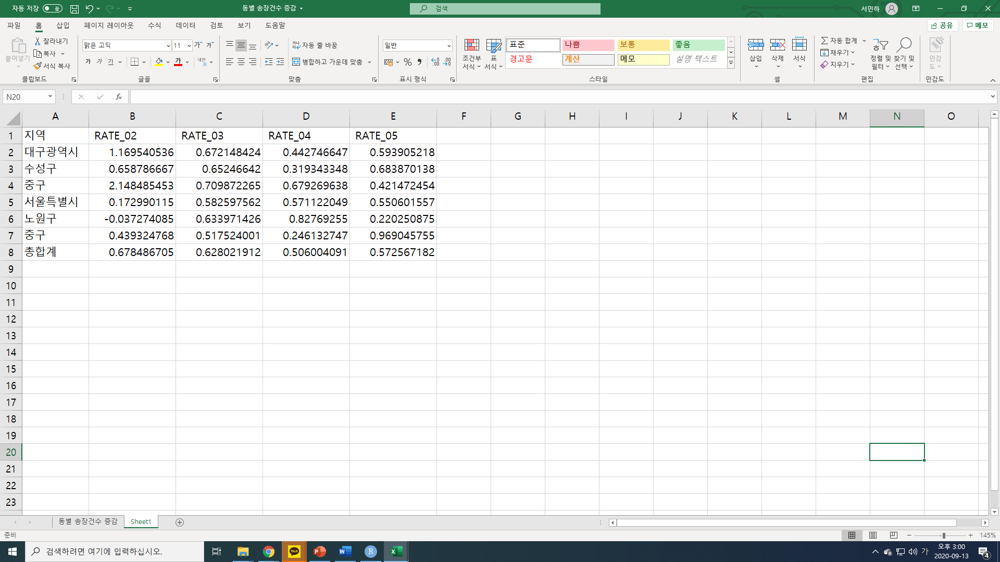 자동 저장 끔 동별 송장건수 증감 검색 서민하
파일 홈 삽입 페이지 레이아웃 수식 데이터 검토 보기 도움말 공유 메모
붙여넣기 잘라내기 복사 서식 복사 클립보드
맑은 고딕 11 가 가 가 가 가 가 글꼴
자동 줄 바꿈 병합하고 가운데 맞춤 맞춤
일반 % 표시 형식
조건부 서식 표 서식 표준 나쁨 보통 좋음
경고문 계산 메모 설명 텍스트 스타일
삽입 삭제 서식 셀
자동 합계 채우기 지우기 정렬 및 필터 찾기 및 선택 편집
민감도 민감도
N20 fx
A B C D E F G H I J K L M N O
1 지역 RATE_02 RATE_03 RATE_04 RATE_05
2 대구광역시 1.169540536 0.672148424 0.442746647 0.593905218
3 수성구 0.658786667 0.65246642 0.319343348 0.683870138
4 중구 2.148485453 0.709872265 0.679269638 0.421472454
5 서울특별시 0.172990115 0.582597562 0.571122049 0.550601557
6 노원구 -0.037274085 0.633971426 0.82769255 0.220250875
7 중구 0.439324768 0.517524001 0.246132747 0.969045755
8 총합계 0.678486705 0.628021912 0.506004091 0.572567182
9
10
11
12
13
14
15
16
17
18
19
20
21
22
23
동별 송장건수 증감 Sheet1
준비 145%
검색하려면 여기에 입력하십시오. TALK 가 오후 3:00
2020-09-13 4